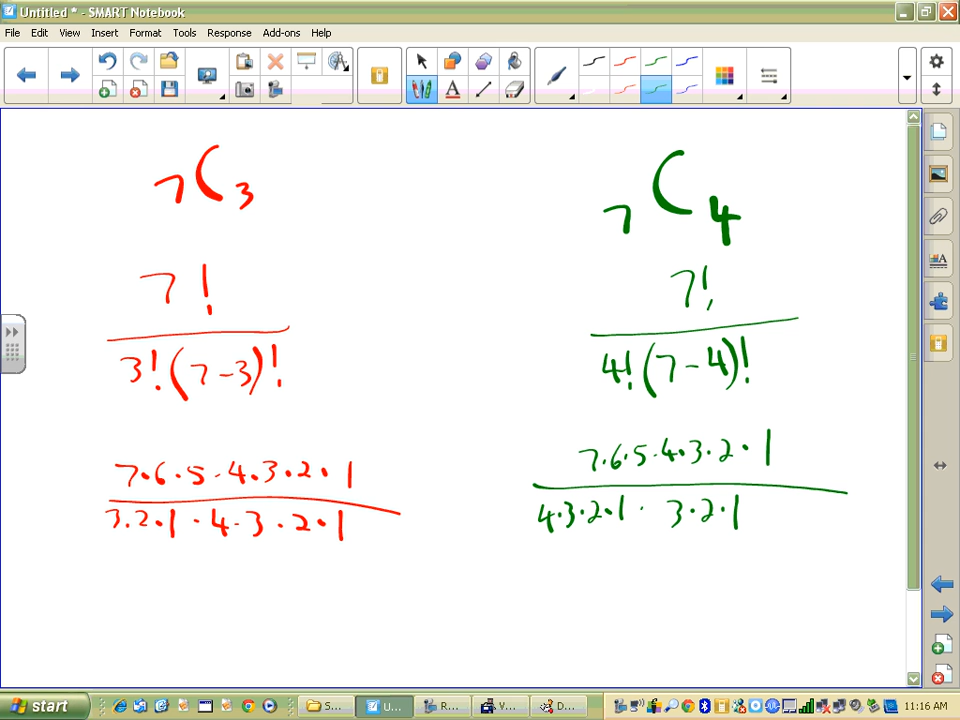 Untitled * - SMART Notebook
File Edit View Insert Format Tools Response Add-ons Help
₇C₃
7!
3!(7-3)!
7·6·5·4·3·2·1
3·2·1·4·3·2·1
₇C₄
7!
4!(7-4)!
7·6·5·4·3·2·1
4·3·2·1·3·2·1
start S... U... R... Y... D... 11:16 AM